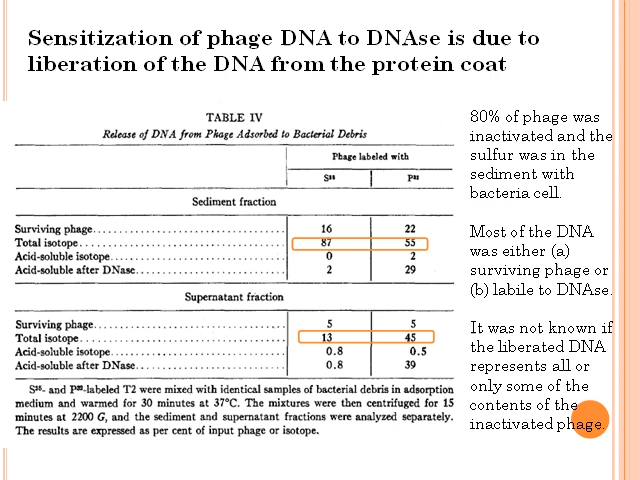 Sensitization of phage DNA to DNAse is due to
liberation of the DNA from the protein coat
TABLE IV
Release of DNA from Phage Adsorbed to Bacterial Debris
Phage labeled with
S³⁵ P³²
Sediment fraction
Surviving phage........................................ 16 22
Total isotope........................................ 87 55
Acid-soluble isotope........................................ 0 2
Acid-soluble after DNase........................................ 2 29
Supernatant fraction
Surviving phage........................................ 5 5
Total isotope........................................ 13 45
Acid-soluble isotope........................................ 0.8 0.5
Acid-soluble after DNase........................................ 0.8 39
S³⁵- and P³²-labeled T2 were mixed with identical samples of bacterial debris in adsorption
medium and warmed for 30 minutes at 37°C. The mixtures were then centrifuged for 15
minutes at 2200 G, and the sediment and supernatant fractions were analyzed separately.
The results are expressed as per cent of input phage or isotope.
80% of phage was
inactivated and the
sulfur was in the
sediment with
bacteria cell.
Most of the DNA
was either (a)
surviving phage or
(b) labile to DNAse.
It was not known if
the liberated DNA
represents all or
only some of the
contents of the
inactivated phage.